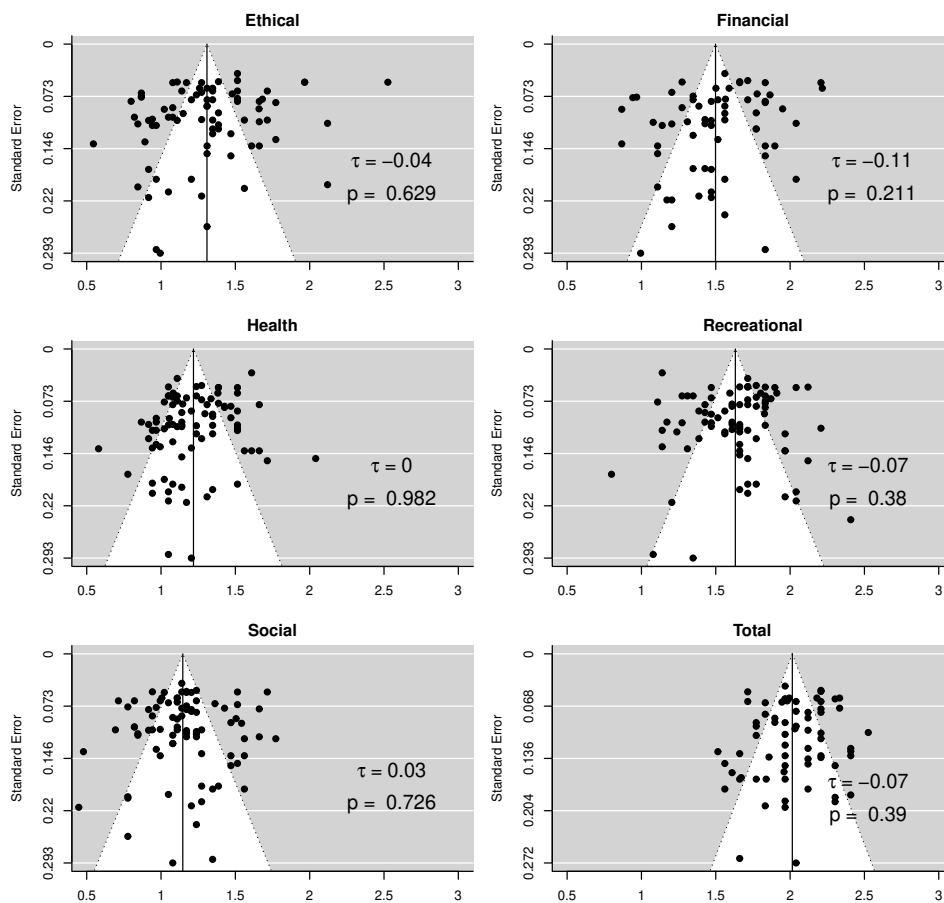 Ethical
Standard Error
0
0.073
0.146
0.22
0.293
τ = −0.04
p = 0.629
0.5 1 1.5 2 2.5 3
Financial
Standard Error
0
0.073
0.146
0.22
0.293
τ = −0.11
p = 0.211
0.5 1 1.5 2 2.5 3
Health
Standard Error
0
0.073
0.146
0.22
0.293
τ = 0
p = 0.982
0.5 1 1.5 2 2.5 3
Recreational
Standard Error
0
0.073
0.146
0.22
0.293
τ = −0.07
p = 0.38
0.5 1 1.5 2 2.5 3
Social
Standard Error
0
0.073
0.146
0.22
0.293
τ = 0.03
p = 0.726
0.5 1 1.5 2 2.5 3
Total
Standard Error
0
0.068
0.136
0.204
0.272
τ = −0.07
p = 0.39
0.5 1 1.5 2 2.5 3